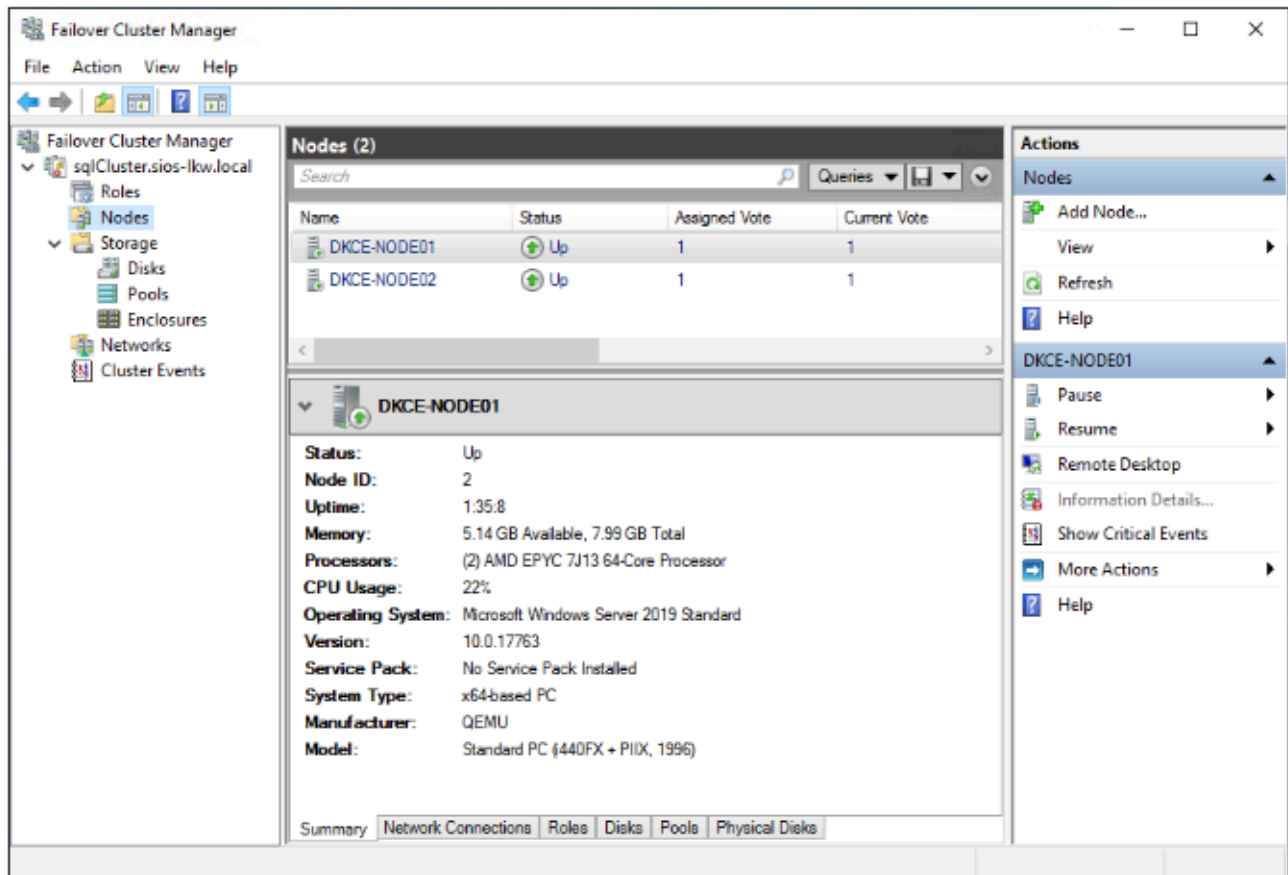 Failover Cluster Manager
File Action View Help
Failover Cluster Manager
sqlCluster.sios-lkw.local
Roles
Nodes
Storage
Disks
Pools
Enclosures
Networks
Cluster Events
Nodes (2)
Search Queries
Name Status Assigned Vote Current Vote
DKCE-NODE01 Up 1 1
DKCE-NODE02 Up 1 1
DKCE-NODE01
Status: Up
Node ID: 2
Uptime: 1:35:8
Memory: 5.14 GB Available, 7.99 GB Total
Processors: (2) AMD EPYC 7J13 64-Core Processor
CPU Usage: 22%
Operating System: Microsoft Windows Server 2019 Standard
Version: 10.0.17763
Service Pack: No Service Pack Installed
System Type: x64-based PC
Manufacturer: QEMU
Model: Standard PC (i440FX + PIIX, 1996)
Summary Network Connections Roles Disks Pools Physical Disks
Actions
Nodes
Add Node...
View
Refresh
Help
DKCE-NODE01
Pause
Resume
Remote Desktop
Information Details...
Show Critical Events
More Actions
Help